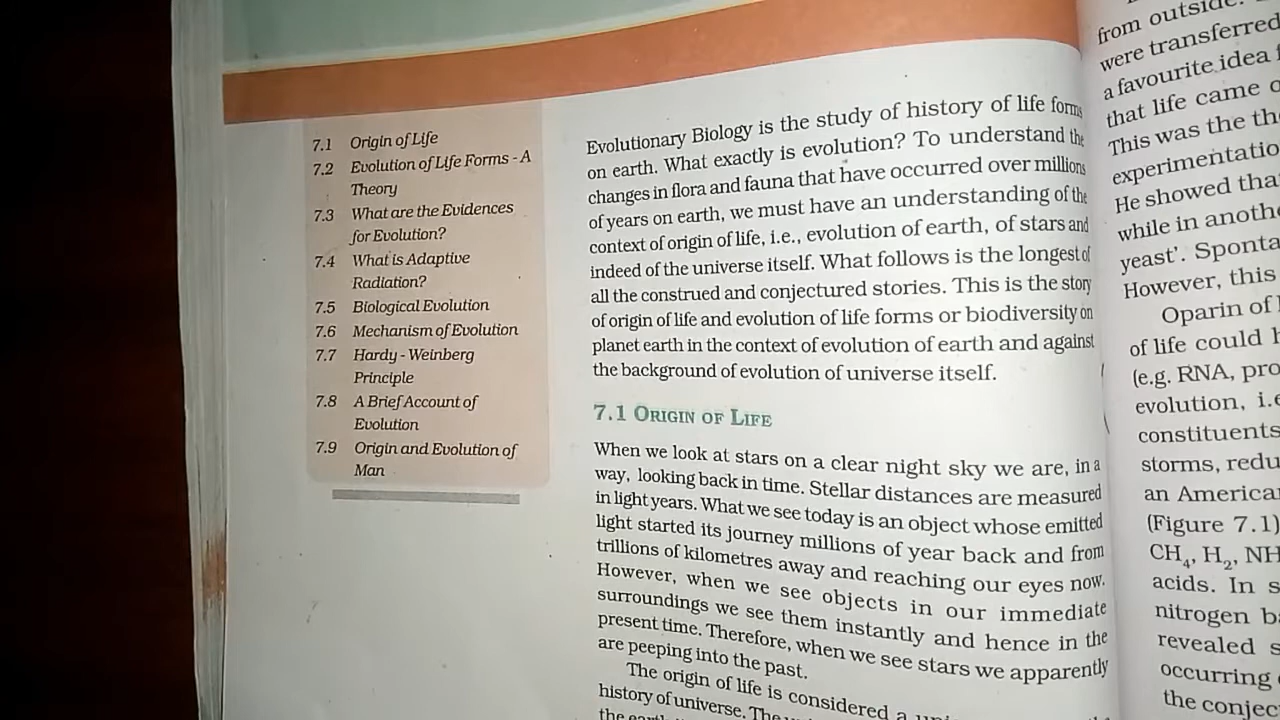 7.1 Origin of Life
7.2 Evolution of Life Forms - A
Theory
7.3 What are the Evidences
for Evolution?
7.4 What is Adaptive
Radiation?
7.5 Biological Evolution
7.6 Mechanism of Evolution
7.7 Hardy - Weinberg
Principle
7.8 A Brief Account of
Evolution
7.9 Origin and Evolution of
Man
Evolutionary Biology is the study of history of life forms
on earth. What exactly is evolution? To understand the
changes in flora and fauna that have occurred over millions
of years on earth, we must have an understanding of the
context of origin of life, i.e., evolution of earth, of stars and
indeed of the universe itself. What follows is the longest of
all the construed and conjectured stories. This is the story
of origin of life and evolution of life forms or biodiversity on
planet earth in the context of evolution of earth and against
the background of evolution of universe itself.
7.1 ORIGIN OF LIFE
When we look at stars on a clear night sky we are, in a
way, looking back in time. Stellar distances are measured
in light years. What we see today is an object whose emitted
light started its journey millions of year back and from
trillions of kilometres away and reaching our eyes now.
However, when we see objects in our immediate
surroundings we see them instantly and hence in the
present time. Therefore, when we see stars we apparently
are peeping into the past.
The origin of life is considered a
history of universe. The
the
from outside.
were transferred
a favourite idea
that life came
This was the
experimentatio
He showed tha
while in anoth
yeast'. Sponta
However, this
Oparin of
of life could
(e.g. RNA, pro
evolution, i.e
constituents
storms, redu
an America
(Figure 7.1)
CH₄, H₂, NH
acids. In s
nitrogen b
revealed s
occurring
the conjec